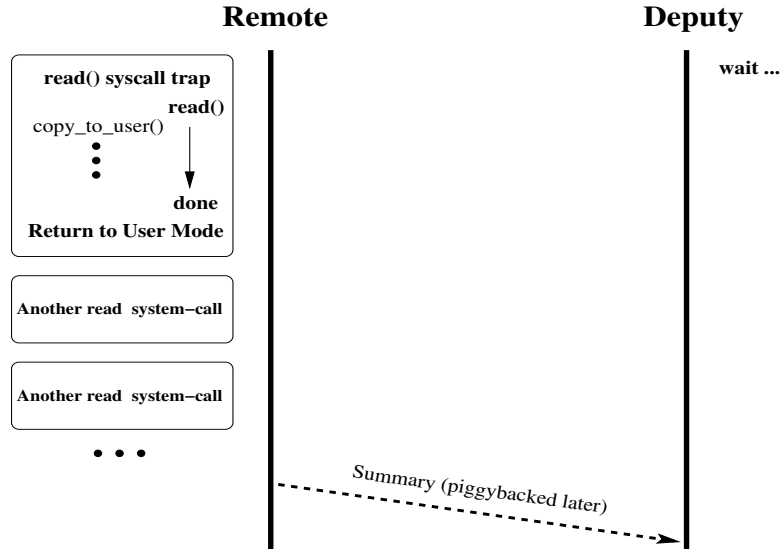 Remote
Deputy
wait ...
read() syscall trap
read()
copy_to_user()
done
Return to User Mode
Another read system−call
Another read system−call
Summary (piggybacked later)